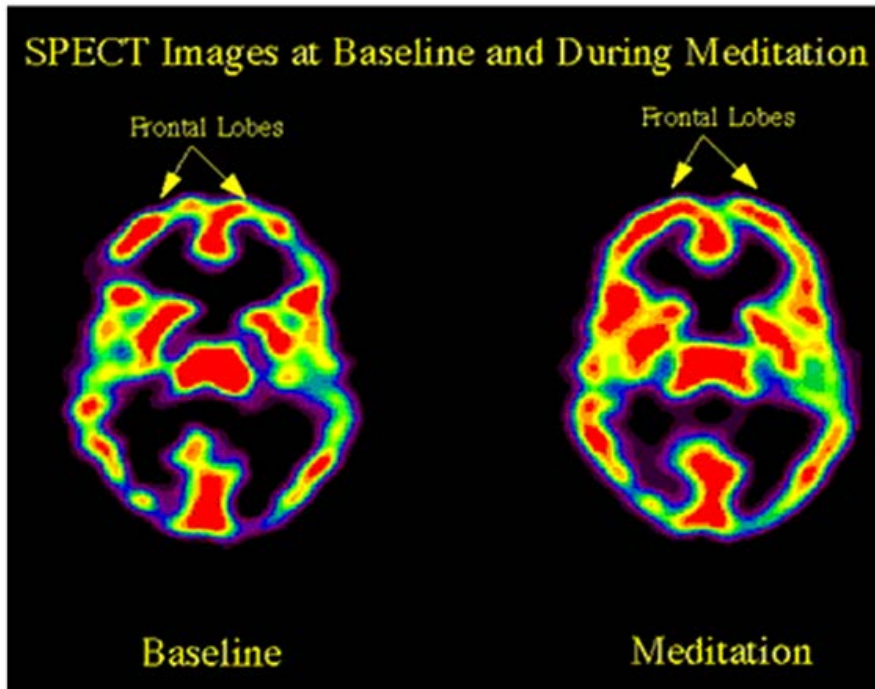 SPECT Images at Baseline and During Meditation
Frontal Lobes
Frontal Lobes
Baseline
Meditation